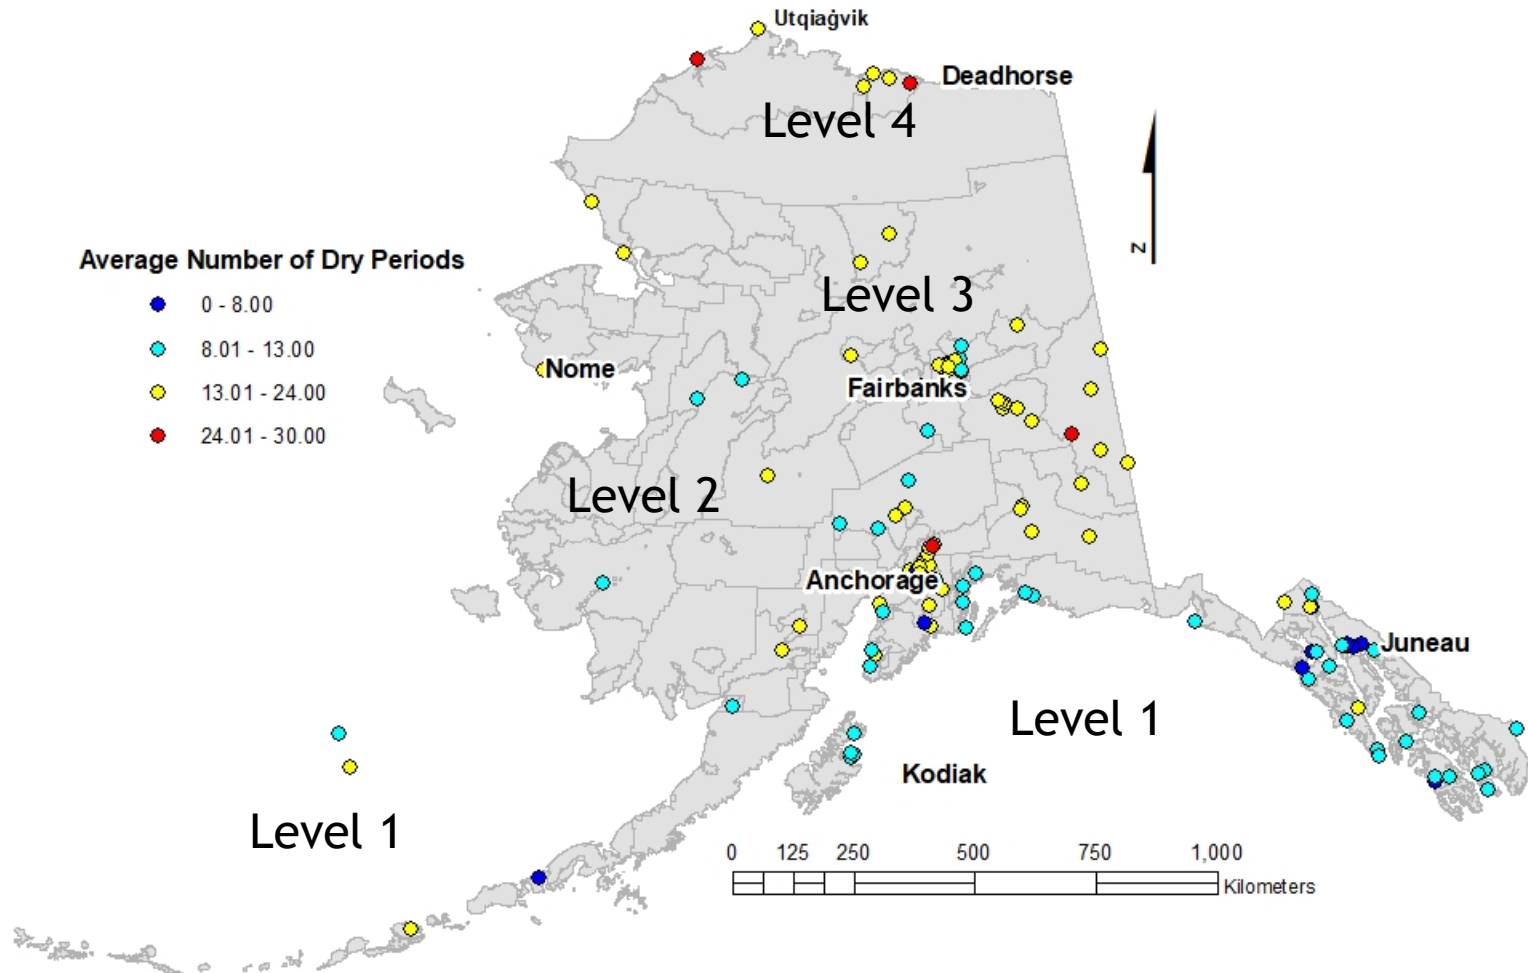 Utqiaġvik
Deadhorse
Level 4
N
Average Number of Dry Periods
0 - 8.00
8.01 - 13.00
13.01 - 24.00
24.01 - 30.00
Level 3
Nome
Fairbanks
Level 2
Anchorage
Juneau
Level 1
Kodiak
Level 1
0 125 250 500 750 1,000
Kilometers